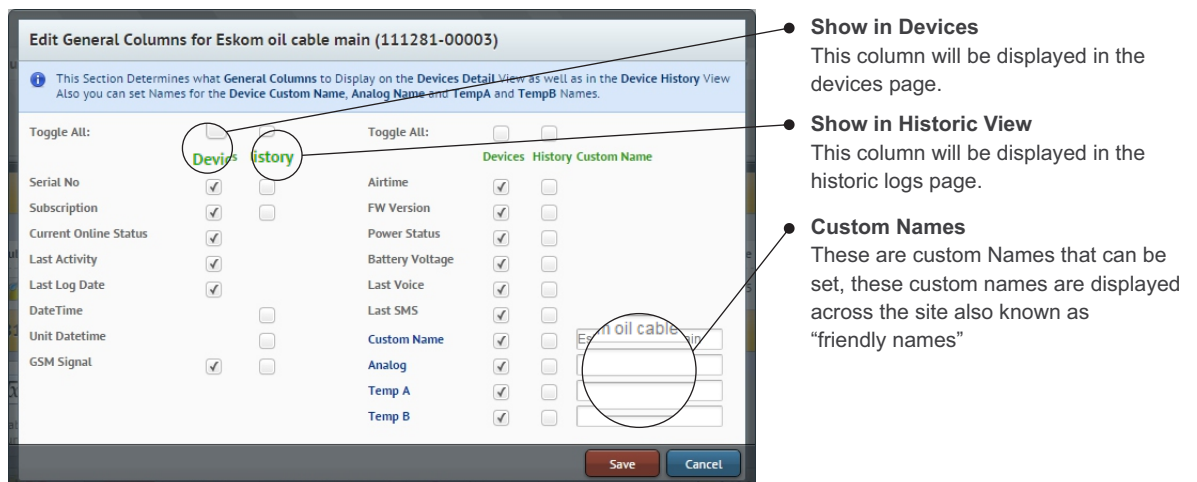 Edit General Columns for Eskom oil cable main (111281-00003)
This Section Determines what General Columns to Display on the Devices Detail View as well as in the Device History View
Also you can set Names for the Device Custom Name, Analog Name and TempA and TempB Names.
Toggle All:
Devices
istory
Serial No
Subscription
Current Online Status
Last Activity
Last Log Date
DateTime
Unit Datetime
GSM Signal
Toggle All:
Devices History Custom Name
Airtime
FW Version
Power Status
Battery Voltage
Last Voice
Last SMS
Custom Name
m oil cable
Analog
Temp A
Temp B
Save
Cancel
Show in Devices
This column will be displayed in the
devices page.
Show in Historic View
This column will be displayed in the
historic logs page.
Custom Names
These are custom Names that can be
set, these custom names are displayed
across the site also known as
“friendly names”